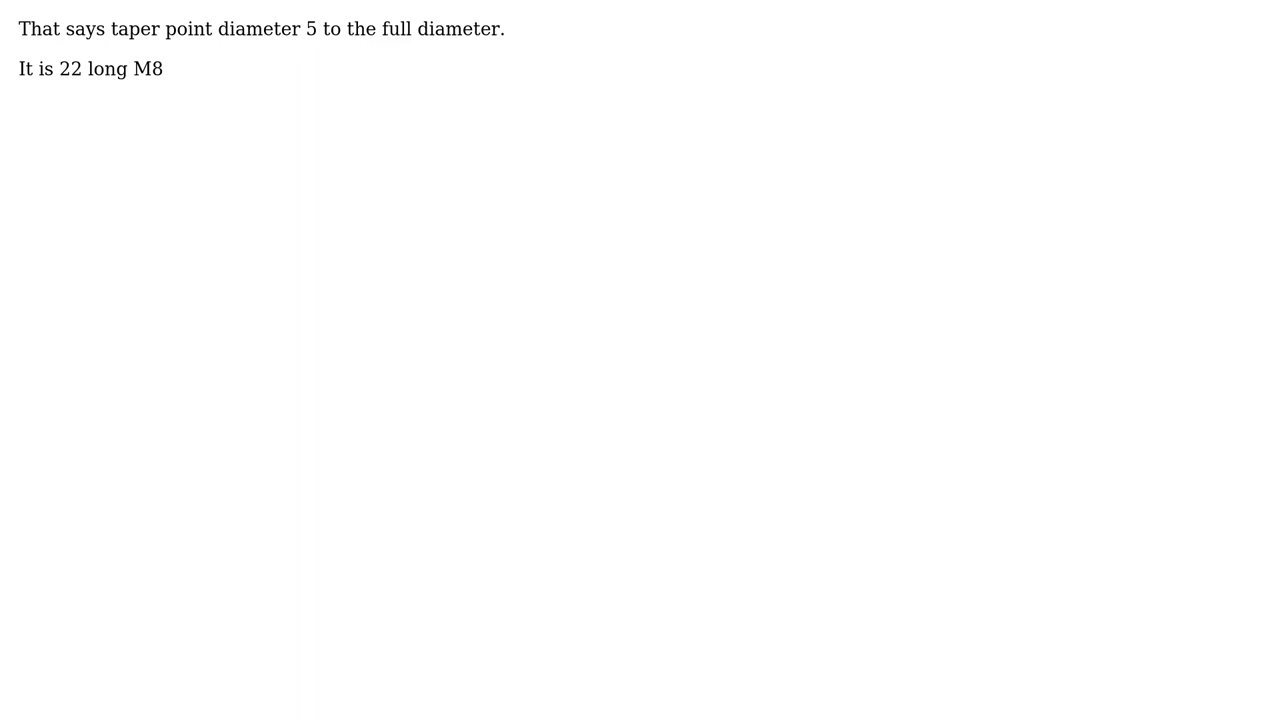 That says taper point diameter 5 to the full diameter.
It is 22 long M8